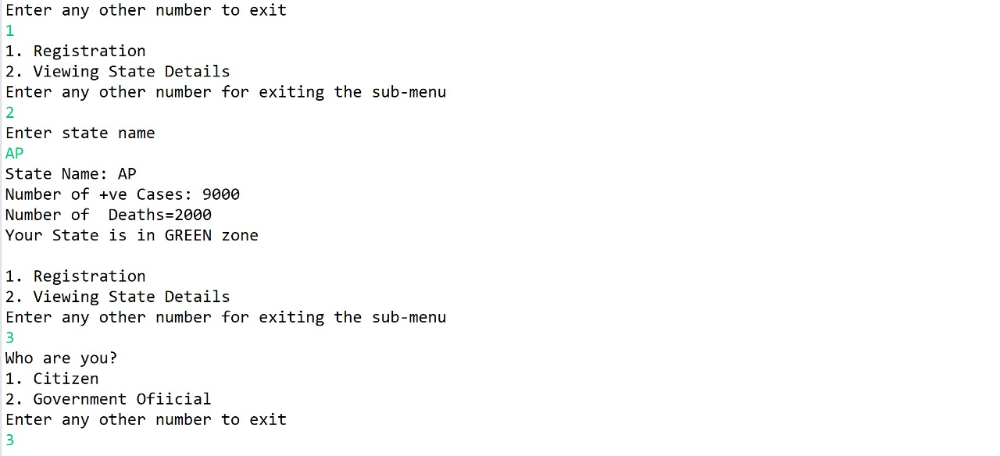 Enter any other number to exit
1
1. Registration
2. Viewing State Details
Enter any other number for exiting the sub-menu
2
Enter state name
AP
State Name: AP
Number of +ve Cases: 9000
Number of  Deaths=2000
Your State is in GREEN zone

1. Registration
2. Viewing State Details
Enter any other number for exiting the sub-menu
3
Who are you?
1. Citizen
2. Government Ofiicial
Enter any other number to exit
3